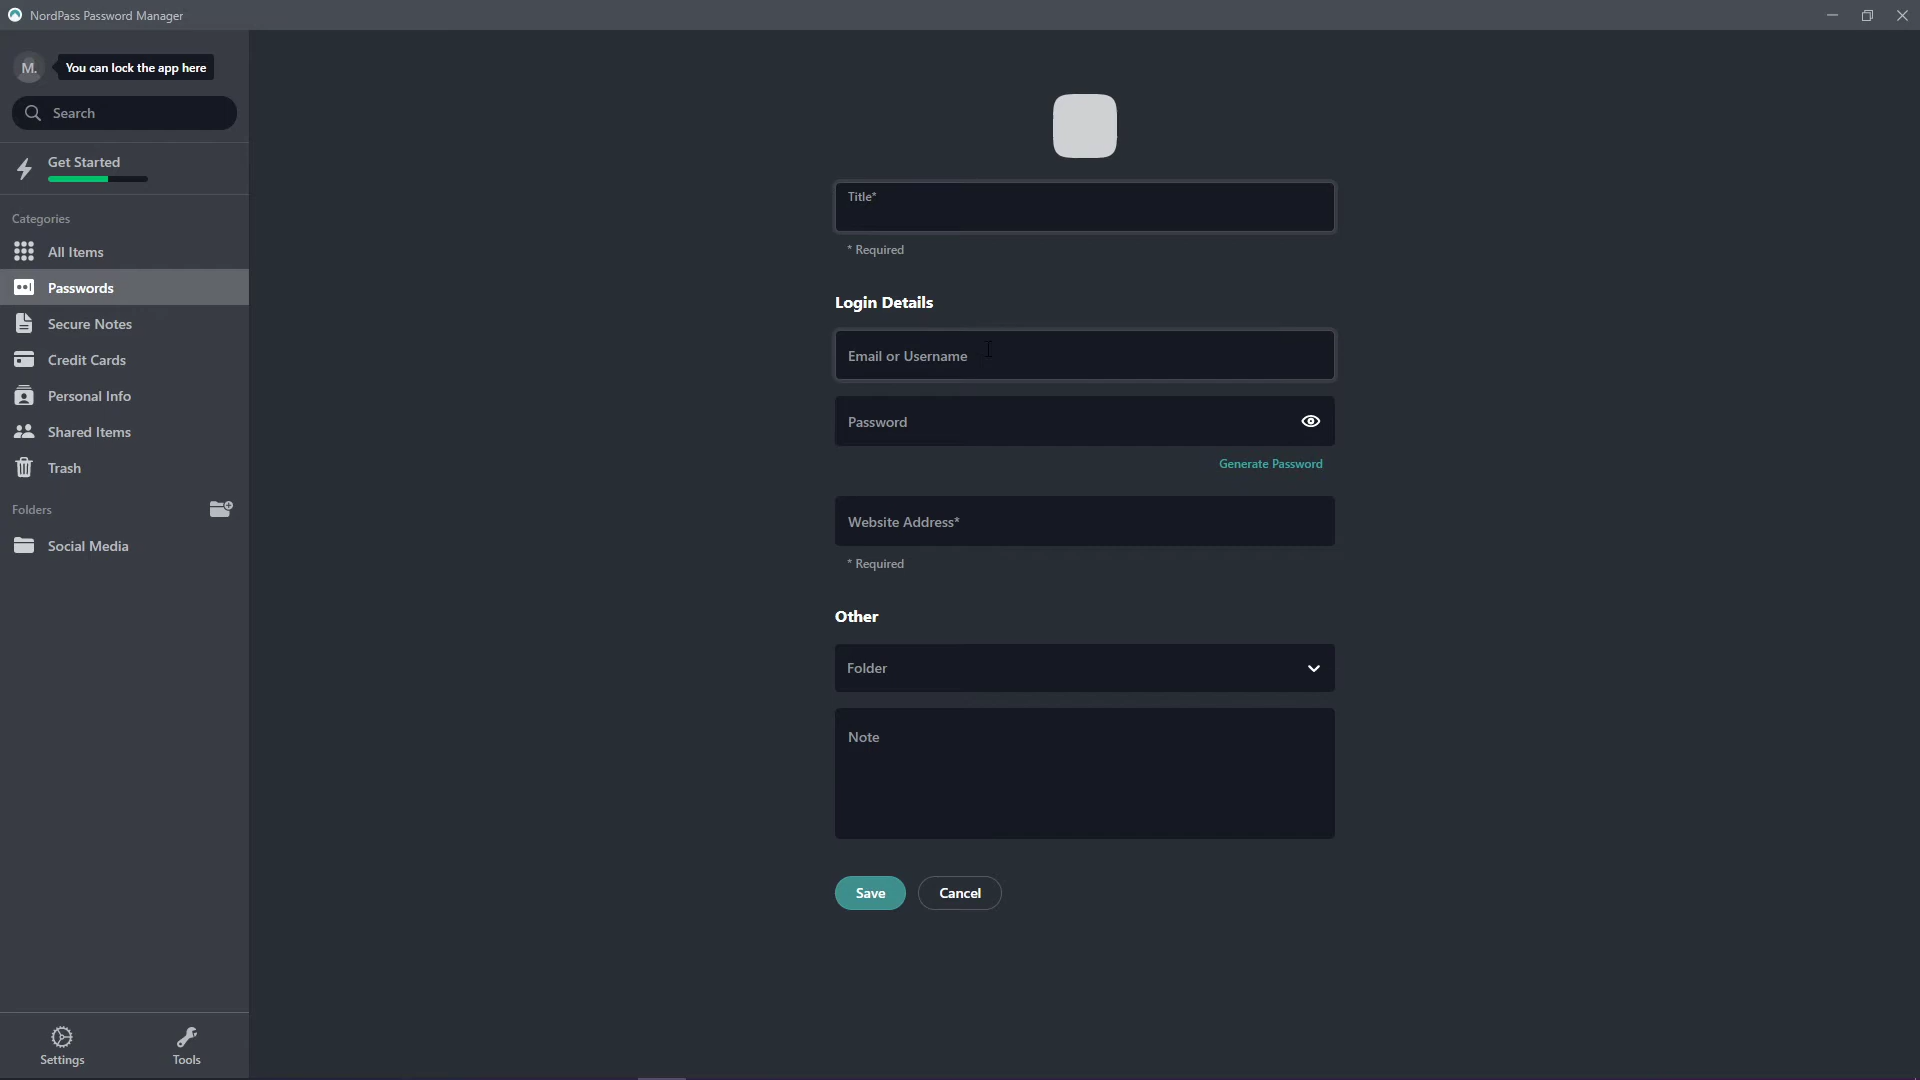 NordPass Password Manager
M.
You can lock the app here
Search
Get Started
Categories
All Items
Passwords
Secure Notes
Credit Cards
Personal Info
Shared Items
Trash
Folders
Social Media
Settings
Tools
Title*
* Required
Login Details
Email or Username
Password
Generate Password
Website Address*
* Required
Other
Folder
Note
Save
Cancel